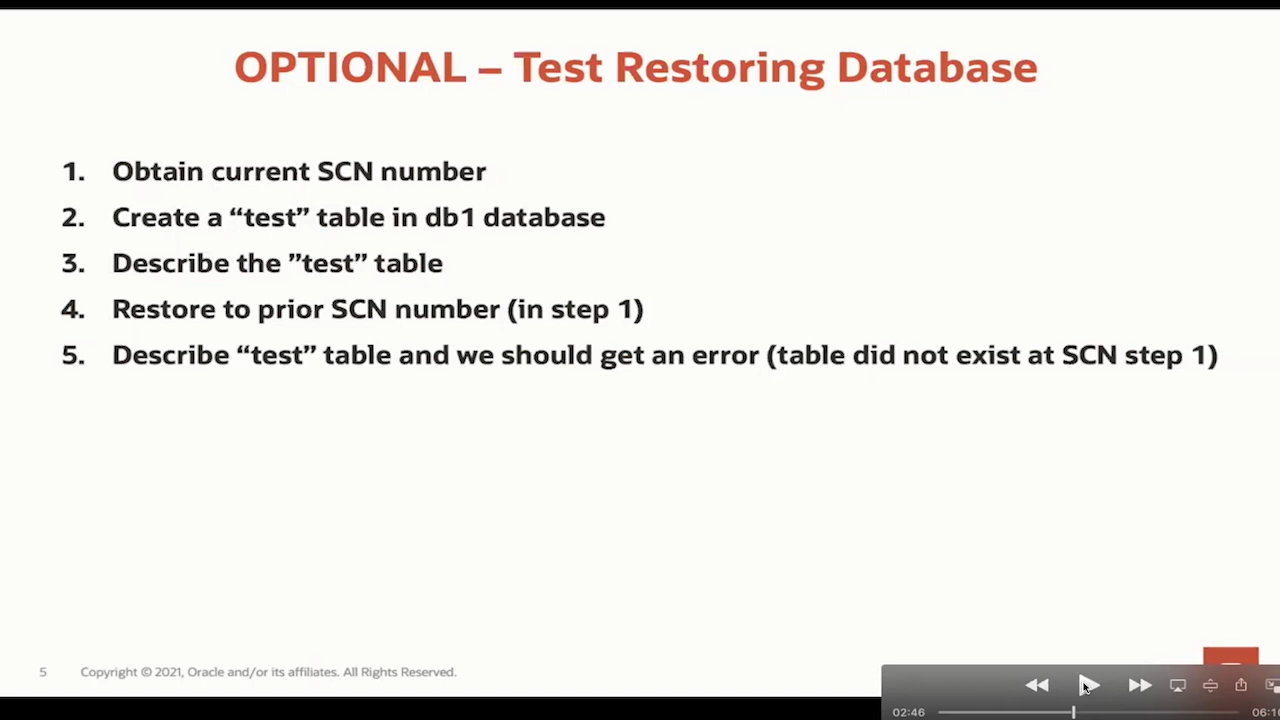 OPTIONAL – Test Restoring Database
1. Obtain current SCN number
2. Create a “test” table in db1 database
3. Describe the ”test” table
4. Restore to prior SCN number (in step 1)
5. Describe “test” table and we should get an error (table did not exist at SCN step 1)
5 Copyright © 2021, Oracle and/or its affiliates. All Rights Reserved.
02:46